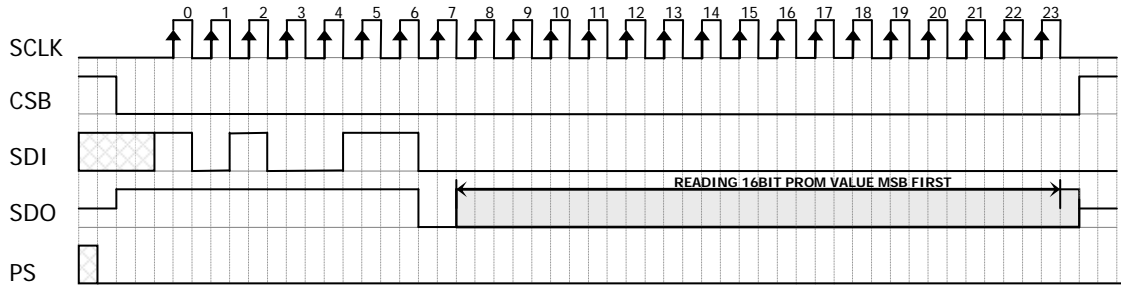 0 1 2 3 4 5 6 7 8 9 10 11 12 13 14 15 16 17 18 19 20 21 22 23
SCLK
CSB
SDI
READING 16BIT PROM VALUE MSB FIRST
SDO
PS